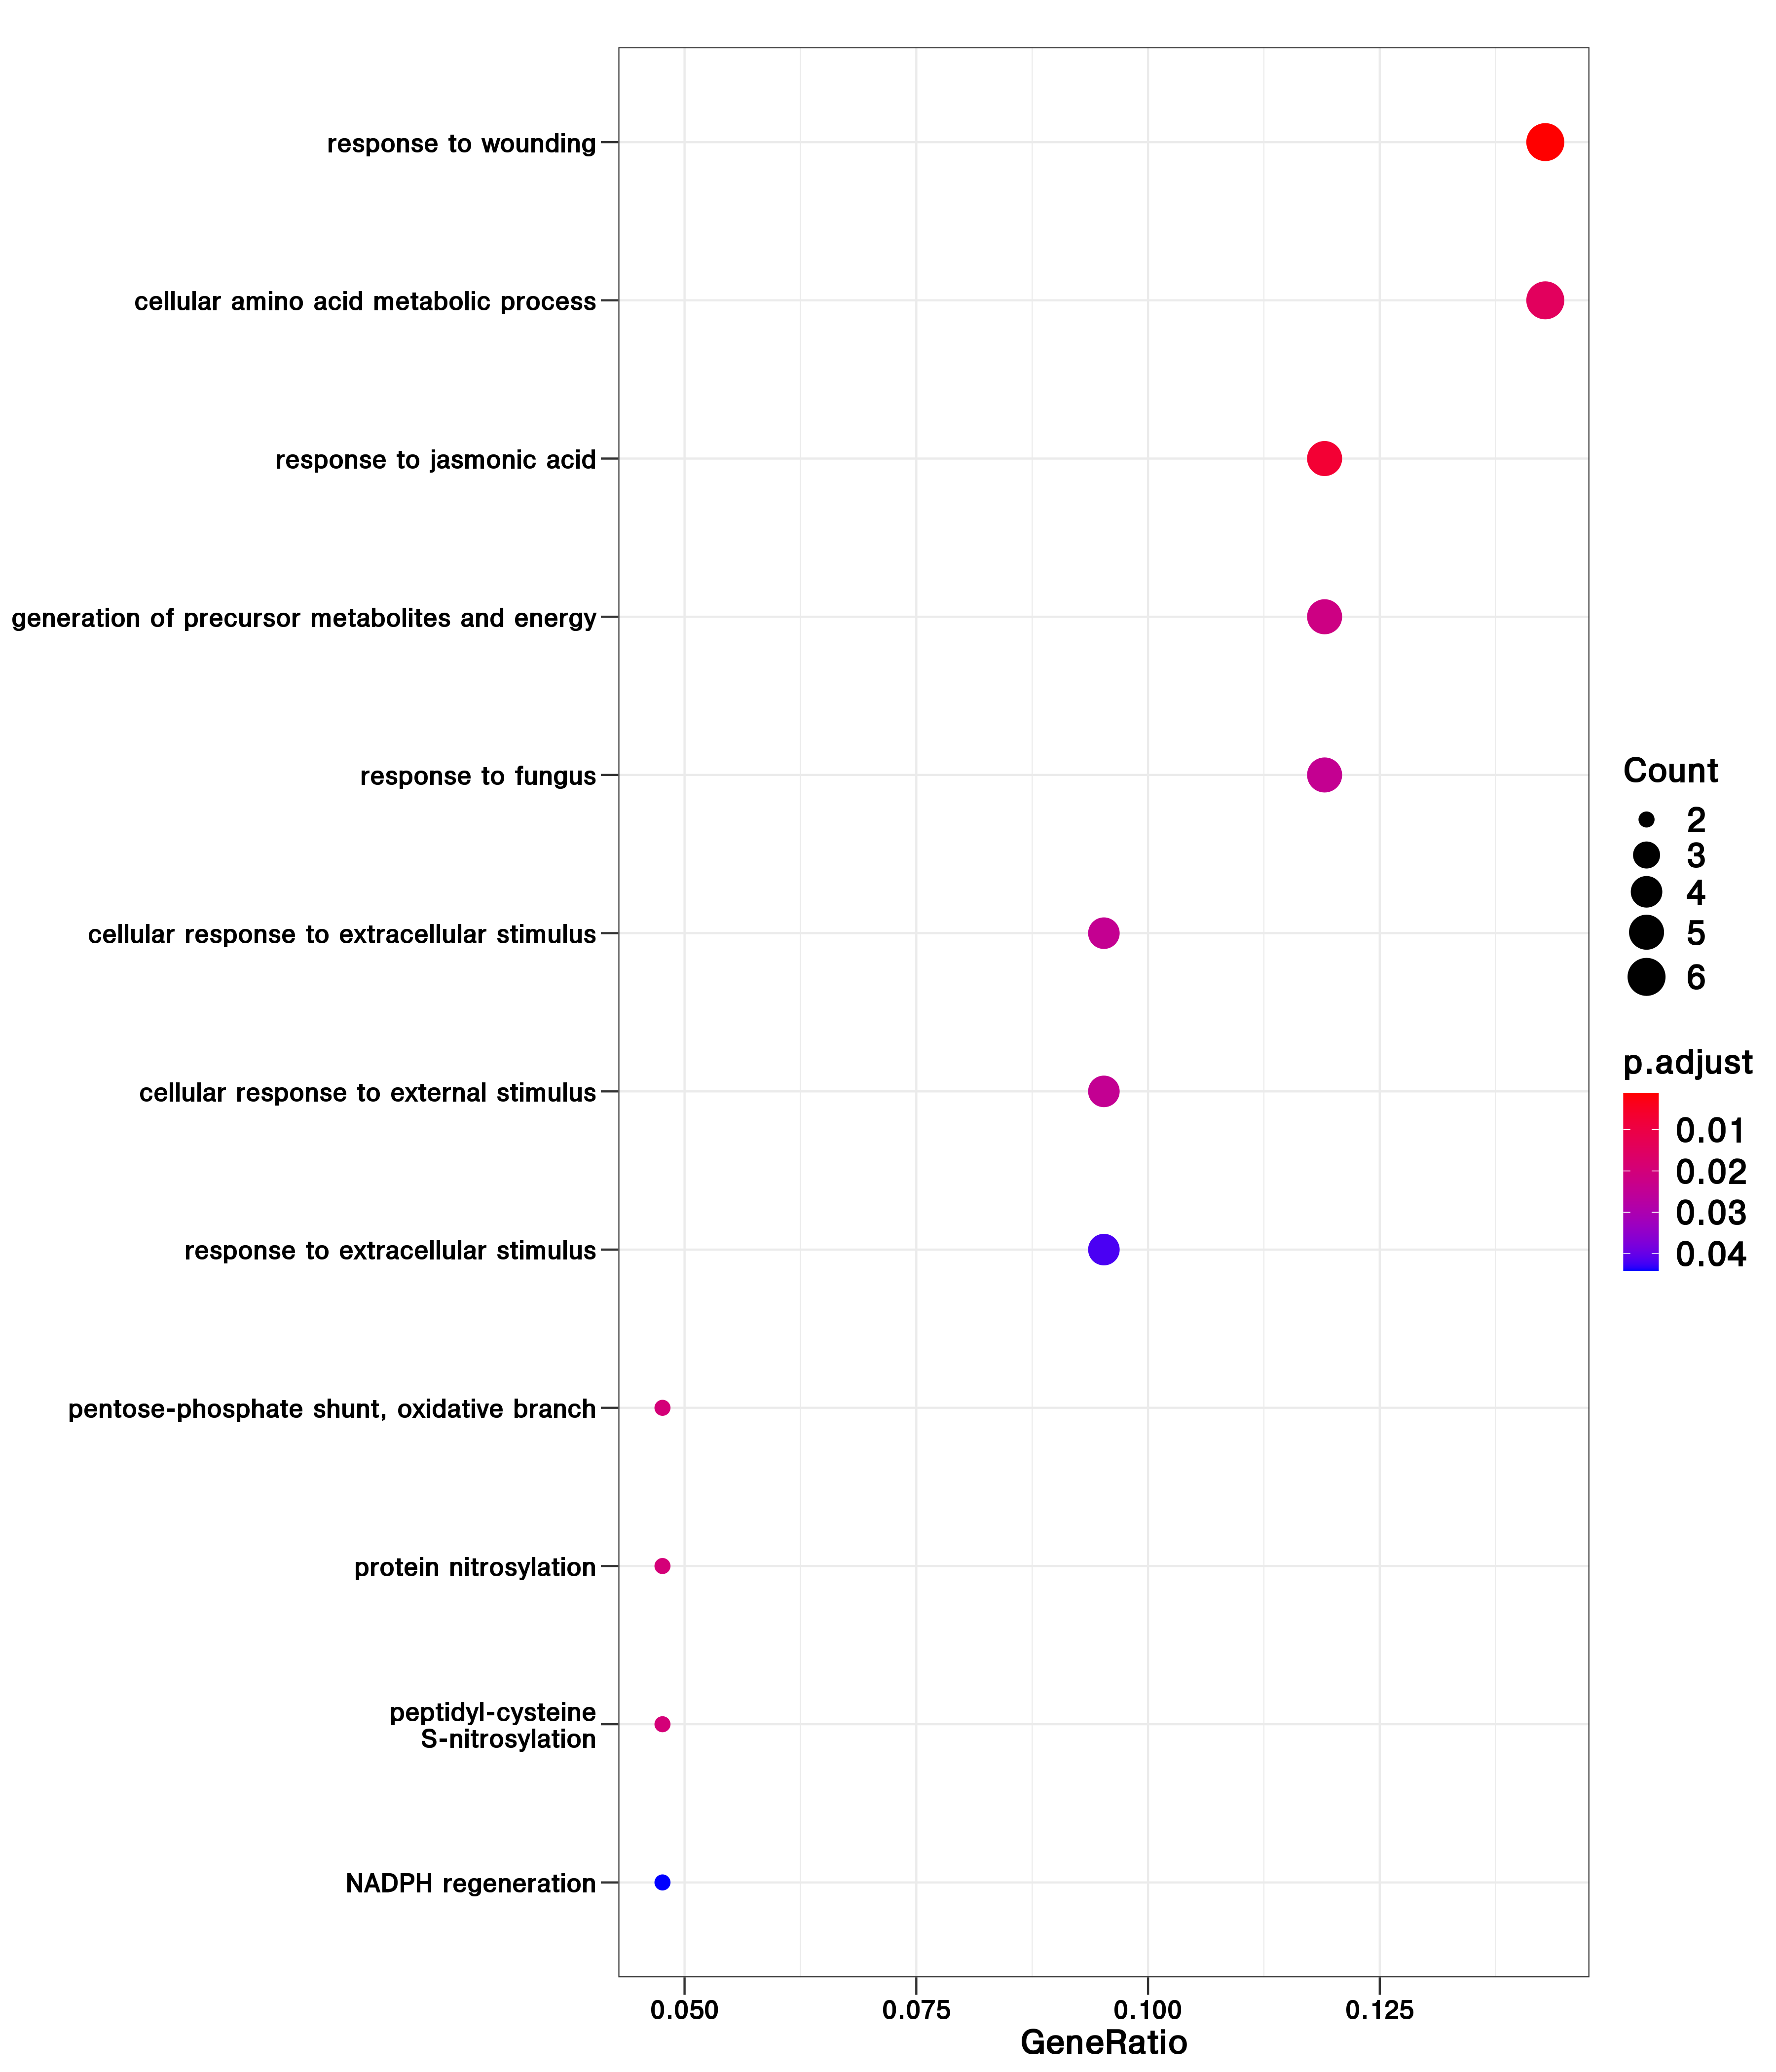 response to wounding
cellular amino acid metabolic process
response to jasmonic acid
generation of precursor metabolites and energy
response to fungus
cellular response to extracellular stimulus
cellular response to external stimulus
response to extracellular stimulus
pentose-phosphate shunt, oxidative branch
protein nitrosylation
peptidyl-cysteine
S-nitrosylation
NADPH regeneration
0.050 0.075 0.100 0.125
GeneRatio
Count
2
3
4
5
6
p.adjust
0.01
0.02
0.03
0.04